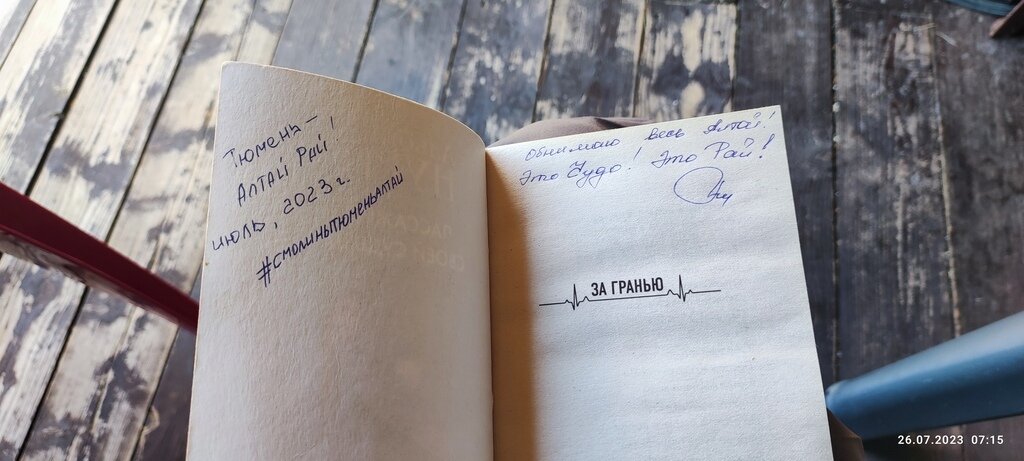 Тюмень –
Алтай Рай!
июль, 2023 г.
#СМОЛИНЫТЮМЕНЬАЛТАЙ
Обнимаю весь Алтай!
Это Чудо! Это Рай!
ЗА ГРАНЬЮ
26.07.2023 07:15